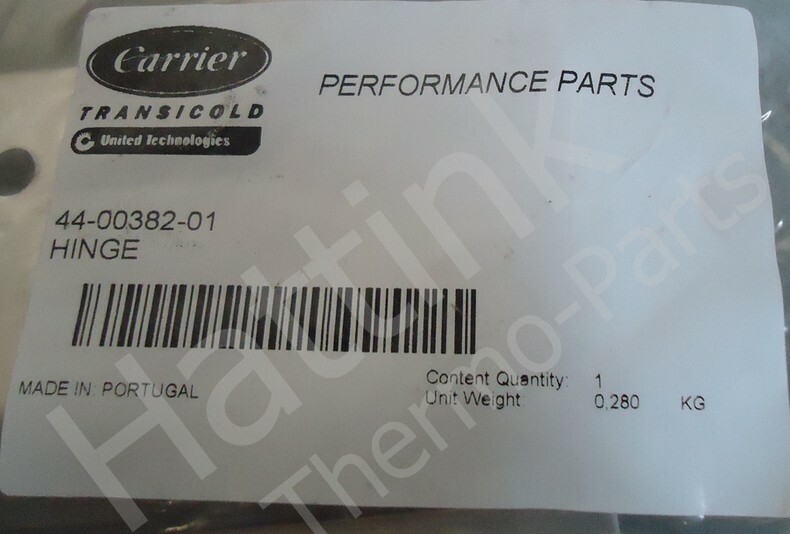 Carrier
TRANSICOLD
United Technologies
PERFORMANCE PARTS
44-00382-01
HINGE
MADE IN: PORTUGAL
Content Quantity: 1
Unit Weight: 0,280 KG
Hattink
Thermo-Parts